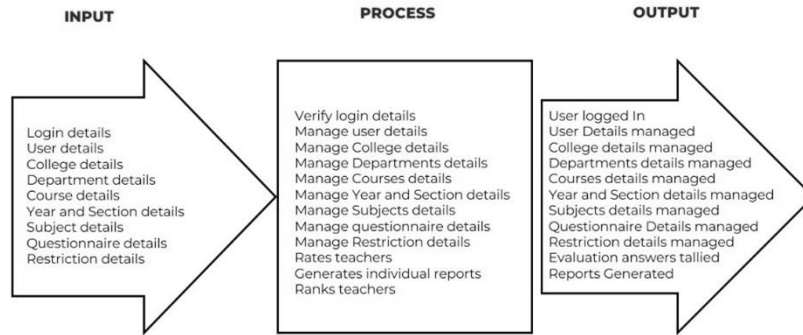 INPUT
Login details
User details
College details
Department details
Course details
Year and Section details
Subject details
Questionnaire details
Restriction details
PROCESS
Verify login details
Manage user details
Manage College details
Manage Departments details
Manage Courses details
Manage Year and Section details
Manage Subjects details
Manage questionnaire details
Manage Restriction details
Rates teachers
Generates individual reports
Ranks teachers
OUTPUT
User logged In
User Details managed
College details managed
Departments details managed
Courses details managed
Year and Section details managed
Subjects details managed
Questionnaire Details managed
Restriction details managed
Evaluation answers tallied
Reports Generated